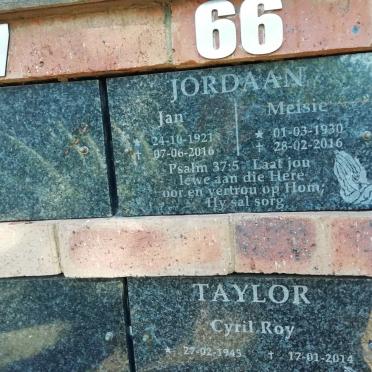 66
JORDAAN
Jan Meisie
★ 24-10-1921 ★ 01-03-1930
✝ 07-06-2016 ✝ 28-02-2016
Psalm 37:5 Laat jou
lewe aan die Here
oor en vertrou op Hom;
Hy sal sorg
TAYLOR
Cyril Roy
★ 27-02-1945 ✝ 17-01-2014